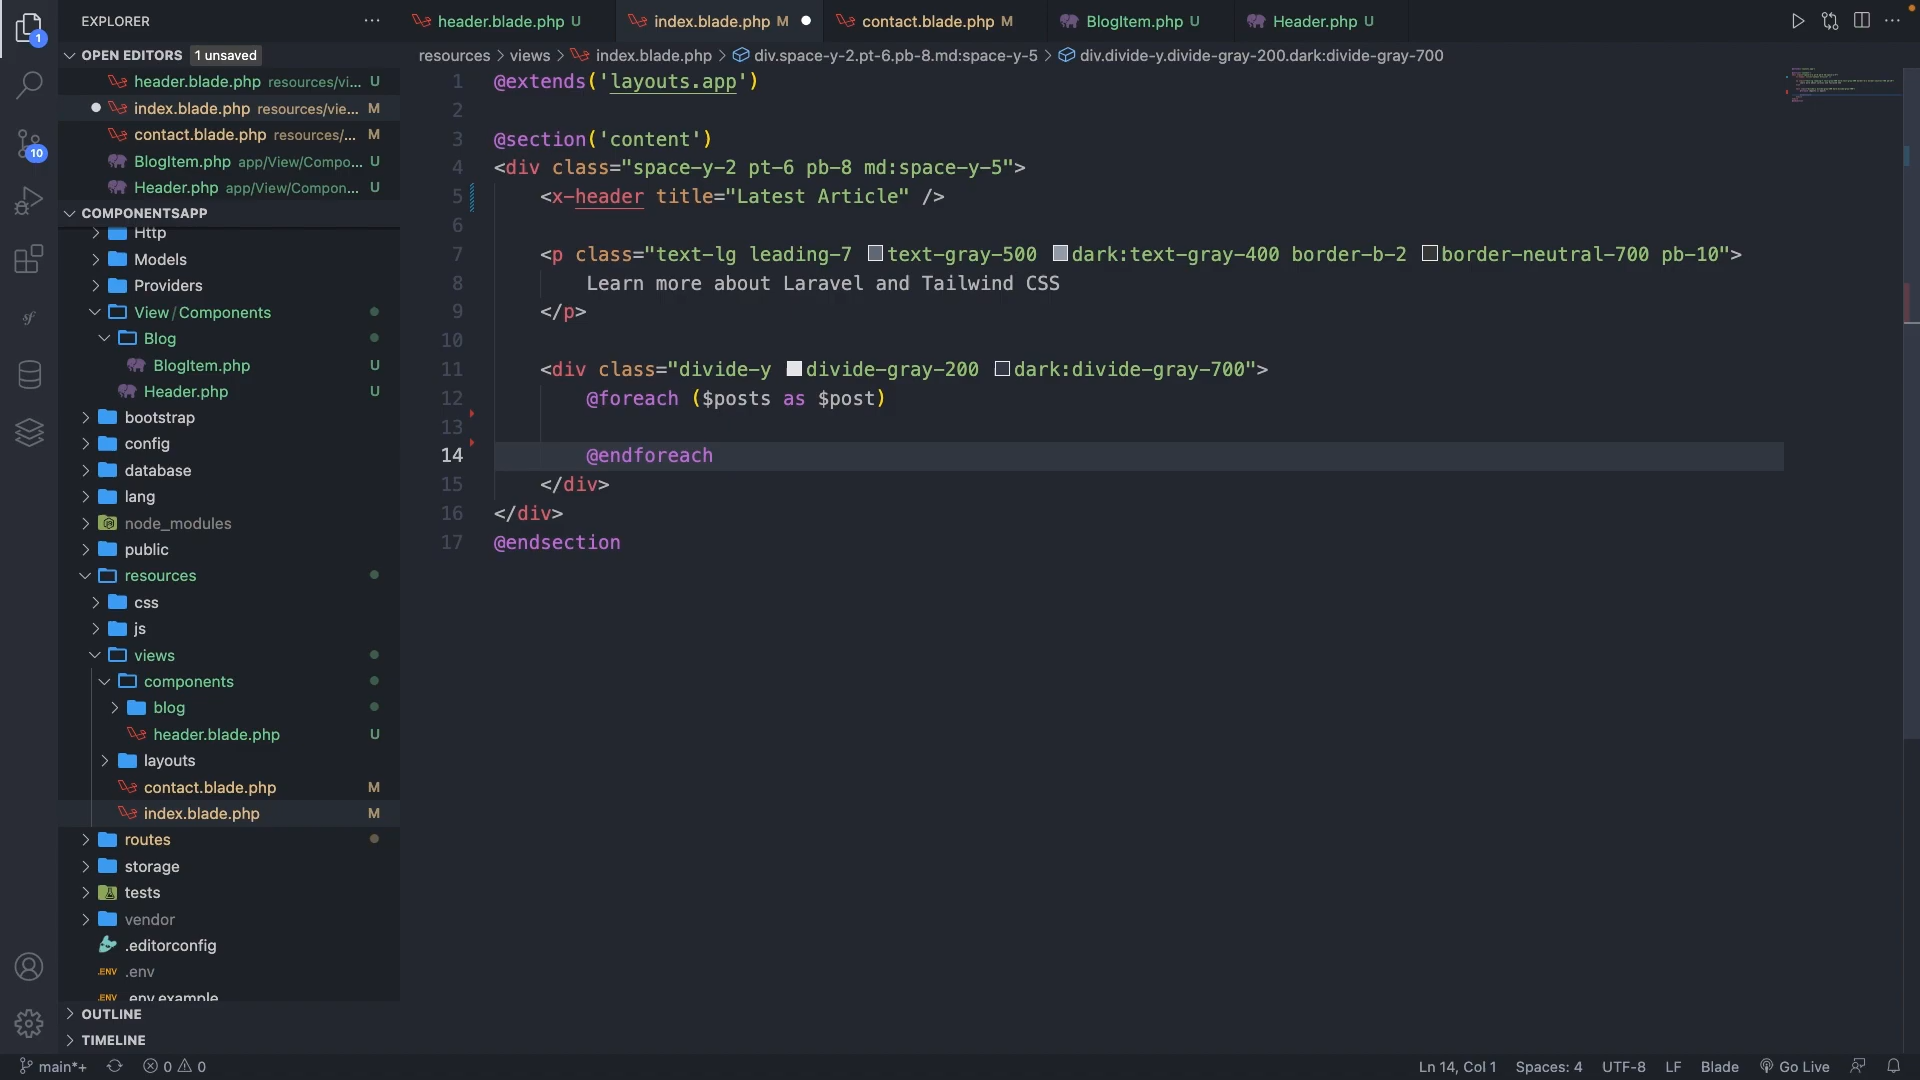 EXPLORER
header.blade.php U
index.blade.php M
contact.blade.php M
BlogItem.php U
Header.php U
1
OPEN EDITORS 1 unsaved
header.blade.php resources/vi... U
index.blade.php resources/vie... M
contact.blade.php resources/... M
BlogItem.php app/View/Compo... U
Header.php app/View/Compon... U
10
COMPONENTSAPP
Http
Models
Providers
View/Components
Blog
BlogItem.php U
Header.php U
bootstrap
config
database
lang
node_modules
public
resources
css
js
views
components
blog
header.blade.php U
layouts
contact.blade.php M
index.blade.php M
routes
storage
tests
vendor
.editorconfig
.ENV .env
.ENV .env.example
OUTLINE
TIMELINE
resources > views > index.blade.php > div.space-y-2.pt-6.pb-8.md:space-y-5 > div.divide-y.divide-gray-200.dark:divide-gray-700
1 @extends('layouts.app')
2
3 @section('content')
4 <div class="space-y-2 pt-6 pb-8 md:space-y-5">
5 <x-header title="Latest Article" />
6
7 <p class="text-lg leading-7 text-gray-500 dark:text-gray-400 border-b-2 border-neutral-700 pb-10">
8 Learn more about Laravel and Tailwind CSS
9 </p>
10
11 <div class="divide-y divide-gray-200 dark:divide-gray-700">
12 @foreach ($posts as $post)
13
14 @endforeach
15 </div>
16 </div>
17 @endsection
main*+ 0 0 Ln 14, Col 1 Spaces: 4 UTF-8 LF Blade Go Live